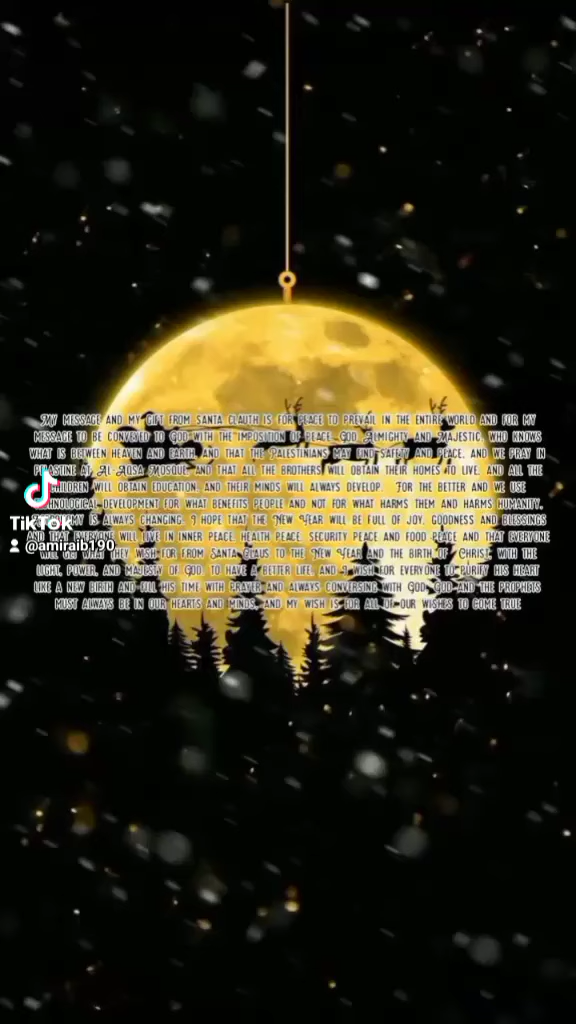 My message and my gift from Santa Clauth is for peace to prevail in the entire world and for my
message to be conveyed to God with the imposition of peace. God Almighty and Majestic, who knows
what is between heaven and earth, and that the Palestinians may find safety and peace, and we pray in
Palestine at Al-Aqsa Mosque, and that all the brothers will obtain their homes to live, and all the
children will obtain education, and their minds will always develop. For the better and we use
technological development for what benefits people and not for what harms them and harms humanity.
is always changing. I hope that the New Year will be full of joy, goodness and blessings
and that everyone will live in inner peace, health peace, security peace and food peace, and that everyone
will get what they wish for from Santa Claus to the New Year and the birth of Christ, with the
light, power, and majesty of God, to have a better life, and I wish for everyone to purify his heart
like a new birth and fill his time with prayer and always conversing with God. God and the prophets
must always be in our hearts and minds, and my wish is for all of our wishes to come true
TikTok
@amiraib190